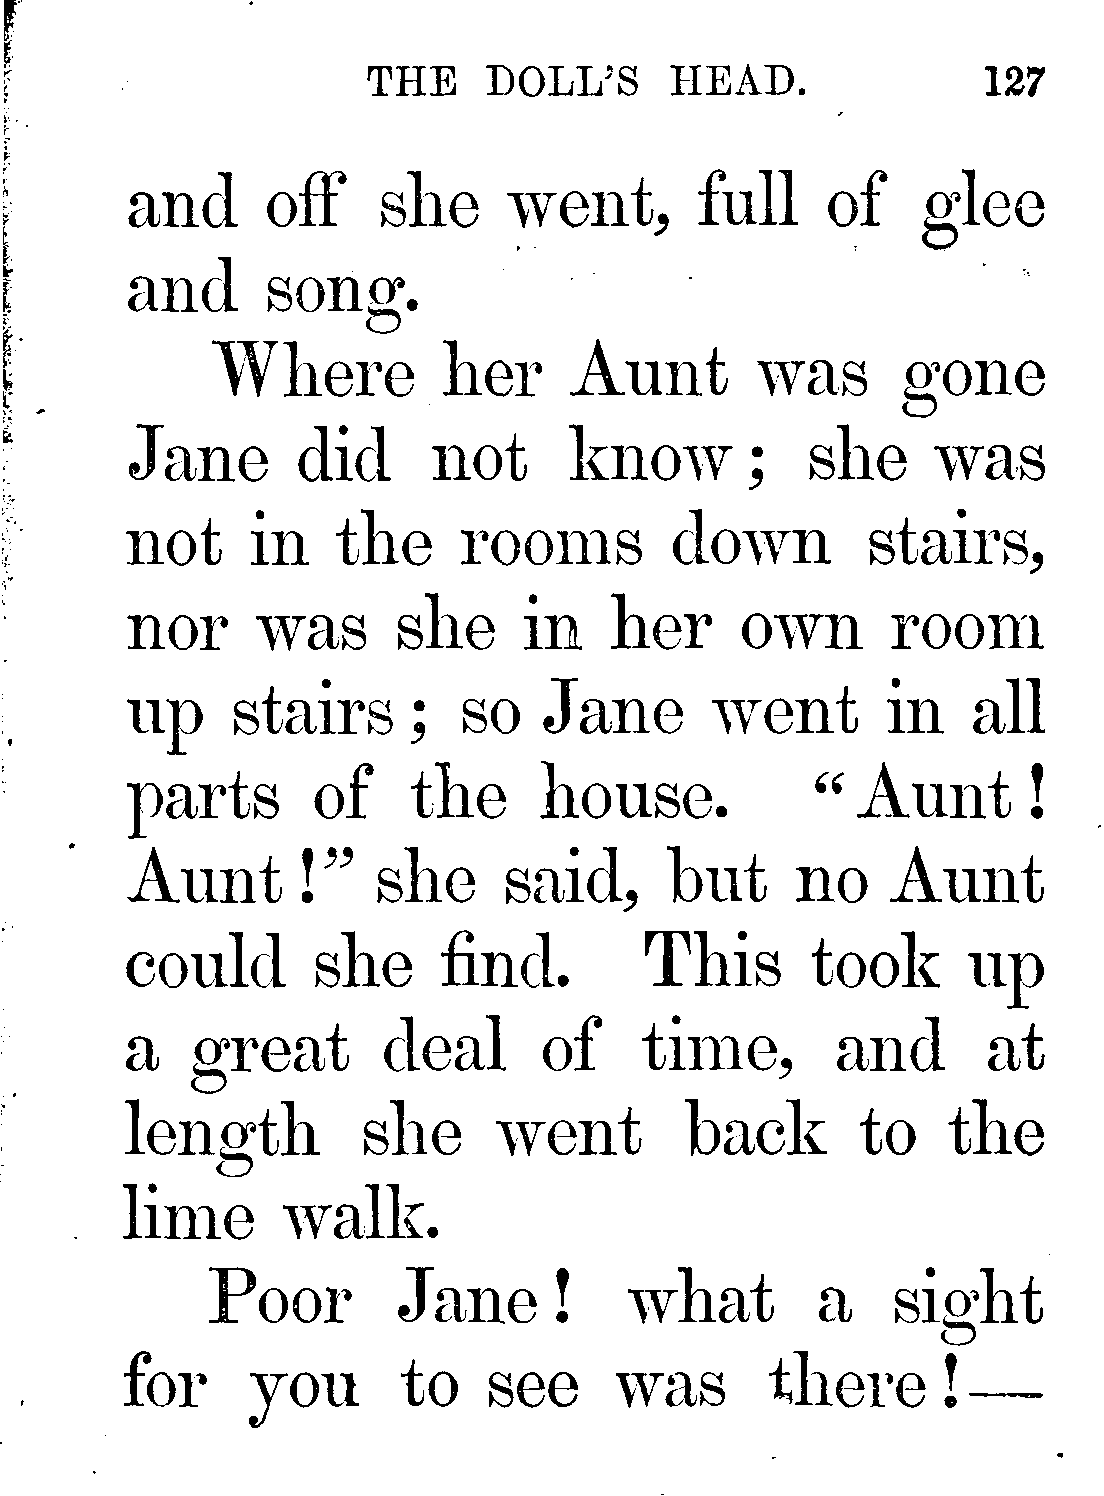 THE DOLL'S HEAD. 127
and off she went, full of glee
and song.
Where her Aunt was gone
Jane did not know; she was
not in the rooms down stairs,
nor was she in her own room
up stairs; so Jane went in all
parts of the house. "Aunt!
Aunt!" she said, but no Aunt
could she find. This took up
a great deal of time, and at
length she went back to the
lime walk.
Poor Jane! what a sight
for you to see was there!—